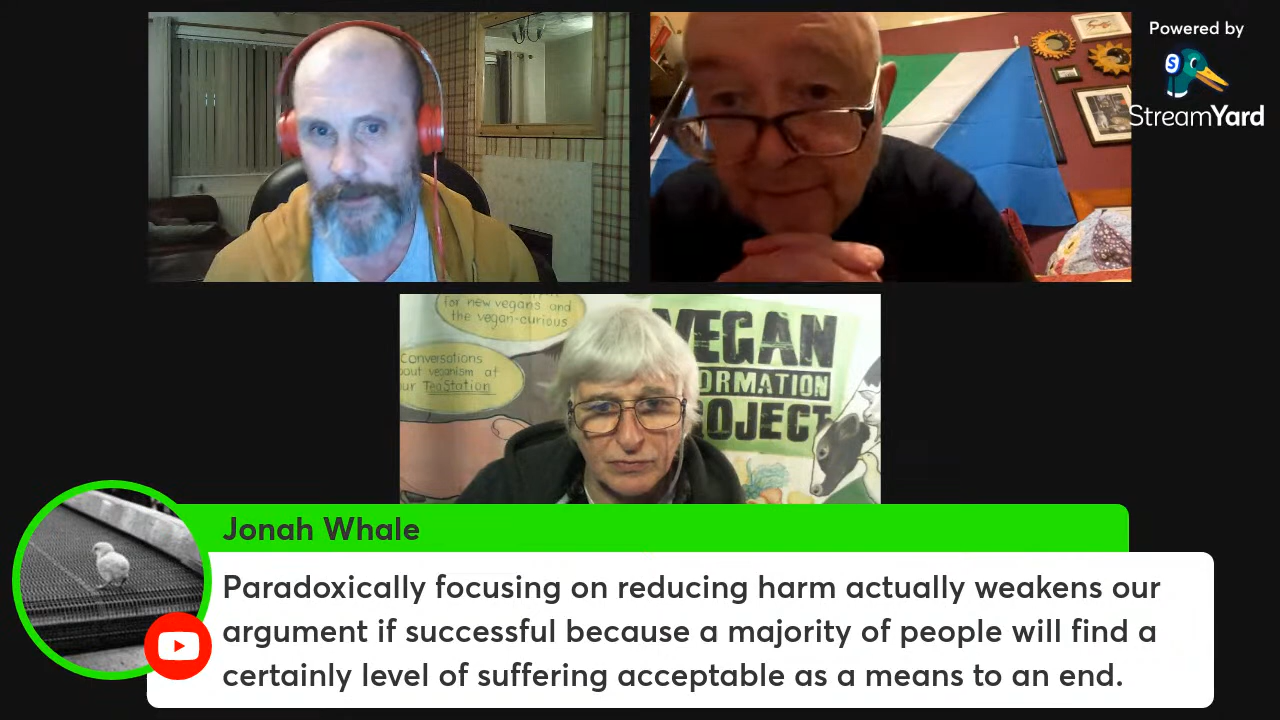 Powered by
StreamYard
for new vegans and
the vegan-curious
Conversations
out veganism at
ur TeaStation
VEGAN
ORMATION
ROJECT
Jonah Whale
Paradoxically focusing on reducing harm actually weakens our
argument if successful because a majority of people will find a
certainly level of suffering acceptable as a means to an end.